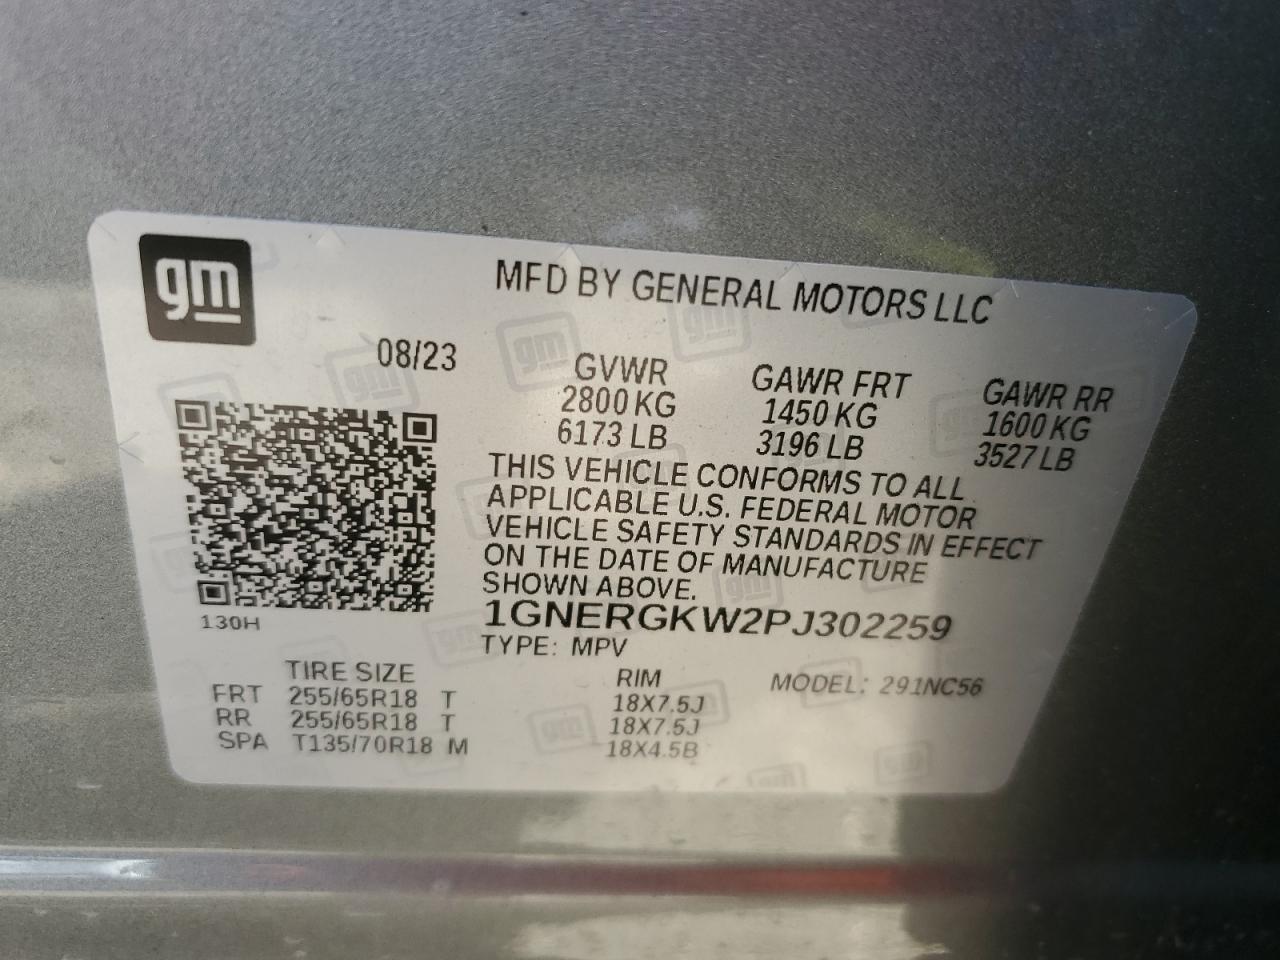 gm
MFD BY GENERAL MOTORS LLC
08/23
GVWR GAWR FRT GAWR RR
2800 KG 1450 KG 1600 KG
6173 LB 3196 LB 3527 LB
THIS VEHICLE CONFORMS TO ALL
APPLICABLE U.S. FEDERAL MOTOR
VEHICLE SAFETY STANDARDS IN EFFECT
ON THE DATE OF MANUFACTURE
SHOWN ABOVE.
1GNERGKW2PJ302259
130H
TYPE: MPV
TIRE SIZE RIM MODEL: 291NC56
FRT 255/65R18 T 18X7.5J
RR 255/65R18 T 18X7.5J
SPA T135/70R18 M 18X4.5B